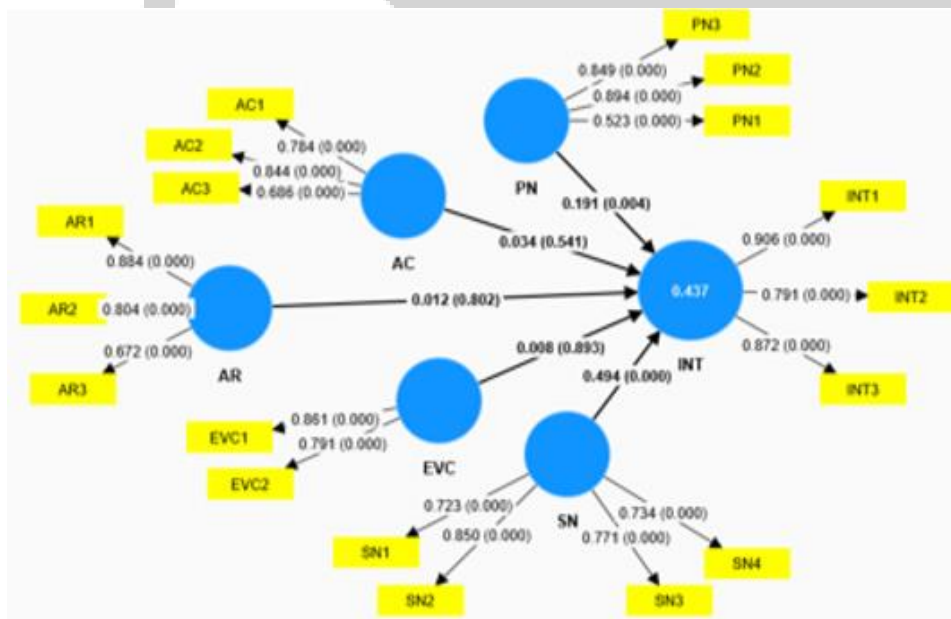 PN3
0.849 (0.000)
PN2
0.894 (0.000)
PN1
0.523 (0.000)
PN
AC1
0.784 (0.000)
AC2
0.844 (0.000)
AC3
0.686 (0.000)
AC
0.191 (0.004)
0.034 (0.541)
INT1
0.906 (0.000)
0.437
0.791 (0.000)
INT2
0.872 (0.000)
INT3
INT
AR1
0.884 (0.000)
AR2
0.804 (0.000)
0.672 (0.000)
AR3
AR
0.012 (0.802)
0.008 (0.893)
0.494 (0.000)
EVC1
0.861 (0.000)
0.791 (0.000)
EVC2
EVC
SN
0.723 (0.000)
0.850 (0.000)
0.771 (0.000)
0.734 (0.000)
SN1
SN2
SN3
SN4